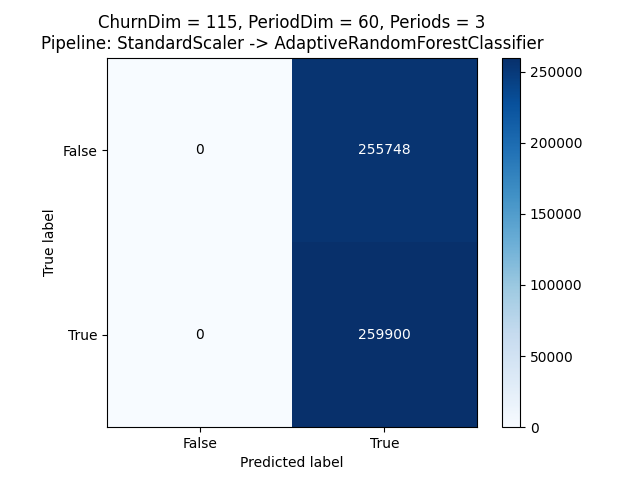 ChurnDim = 115, PeriodDim = 60, Periods = 3
Pipeline: StandardScaler -> AdaptiveRandomForestClassifier
250000
200000
150000
100000
50000
0
True label
False
0
255748
True
0
259900
False
True
Predicted label